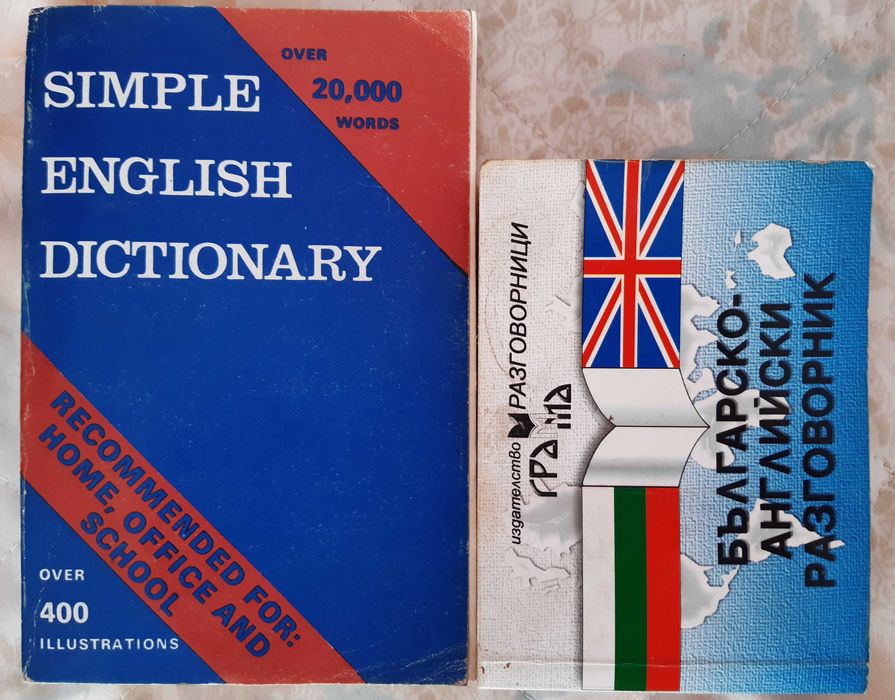 SIMPLE
ENGLISH
DICTIONARY
OVER
20,000
WORDS
RECOMMENDED FOR:
HOME, OFFICE AND
SCHOOL
OVER
400
ILLUSTRATIONS
издателство РАЗГОВОРНИЦИ
ГРАММА
БЪЛГАРСКО-
АНГЛИЙСКИ
РАЗГОВОРНИК